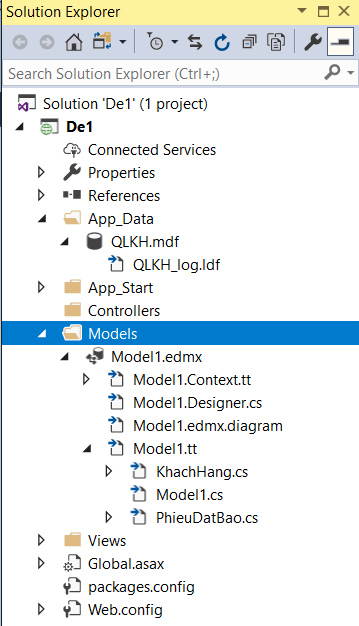 Solution Explorer
Search Solution Explorer (Ctrl+;)
Solution 'De1' (1 project)
De1
Connected Services
Properties
References
App_Data
QLKH.mdf
QLKH_log.ldf
App_Start
Controllers
Models
Model1.edmx
Model1.Context.tt
Model1.Designer.cs
Model1.edmx.diagram
Model1.tt
KhachHang.cs
Model1.cs
PhieuDatBao.cs
Views
Global.asax
packages.config
Web.config